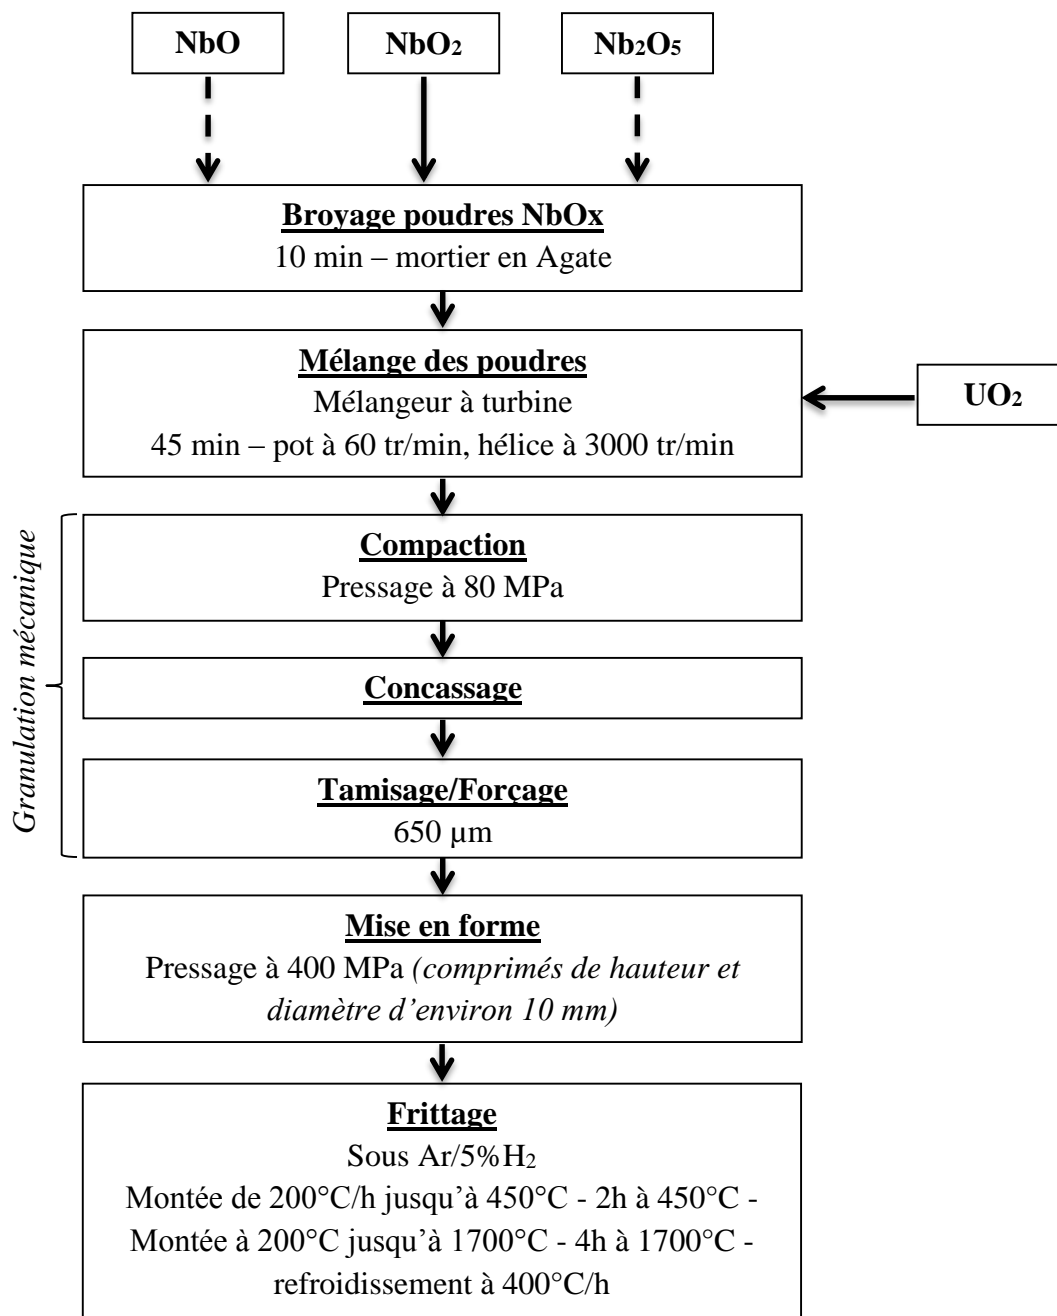 NbO
NbO₂
Nb₂O₅
Broyage poudres NbOx
10 min – mortier en Agate
Mélange des poudres
Mélangeur à turbine
45 min – pot à 60 tr/min, hélice à 3000 tr/min
UO₂
Granulation mécanique
Compaction
Pressage à 80 MPa
Concassage
Tamisage/Forçage
650 µm
Mise en forme
Pressage à 400 MPa (comprimés de hauteur et
diamètre d’environ 10 mm)
Frittage
Sous Ar/5%H₂
Montée de 200°C/h jusqu’à 450°C - 2h à 450°C -
Montée à 200°C jusqu’à 1700°C - 4h à 1700°C -
refroidissement à 400°C/h